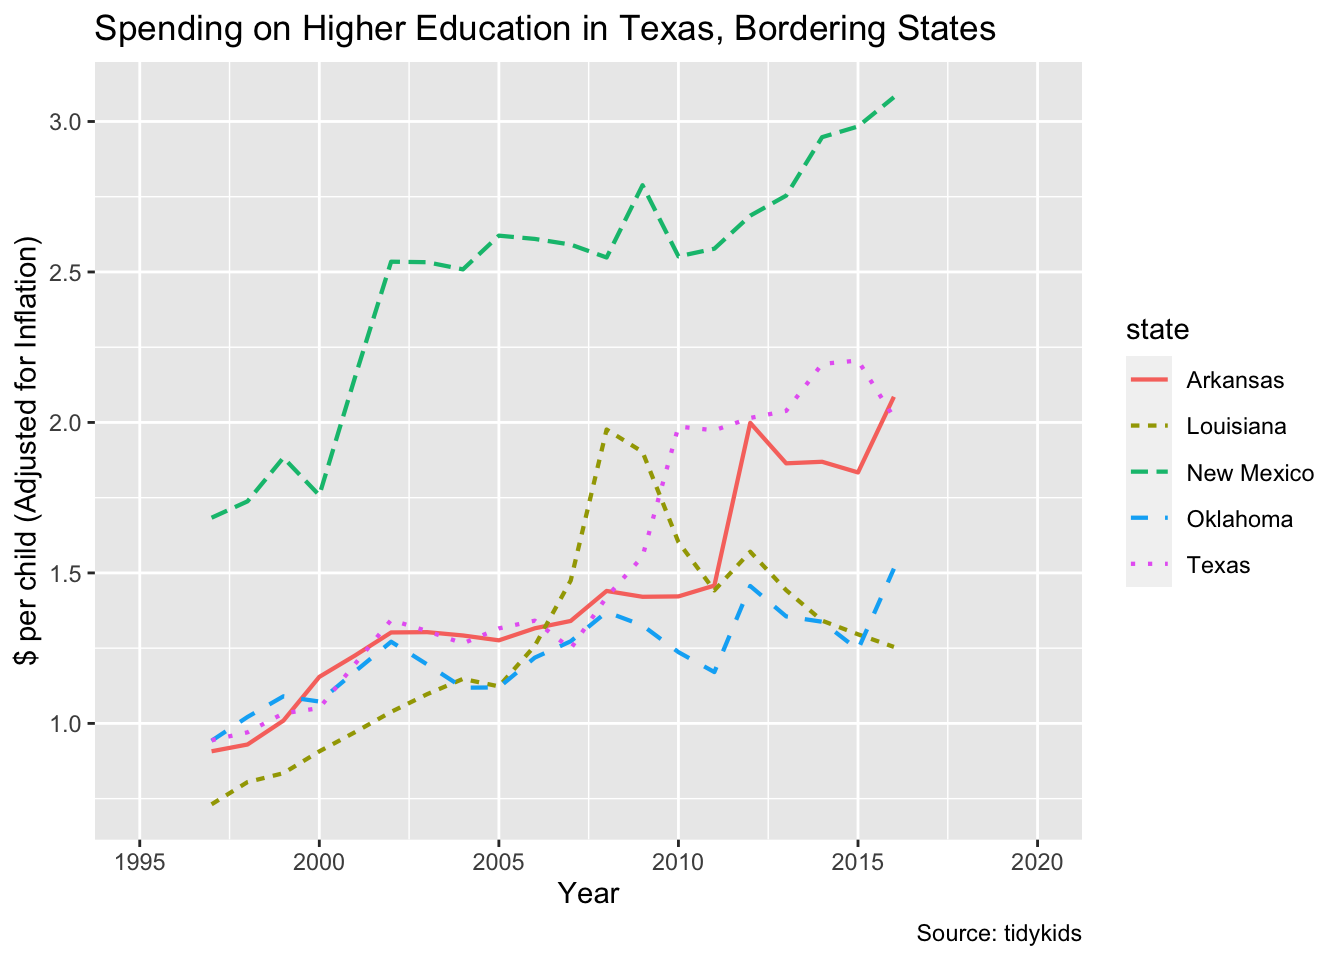 Spending on Higher Education in Texas, Bordering States
$ per child (Adjusted for Inflation)
3.0
2.5
2.0
1.5
1.0
1995
2000
2005
2010
2015
2020
Year
state
Arkansas
Louisiana
New Mexico
Oklahoma
Texas
Source: tidykids